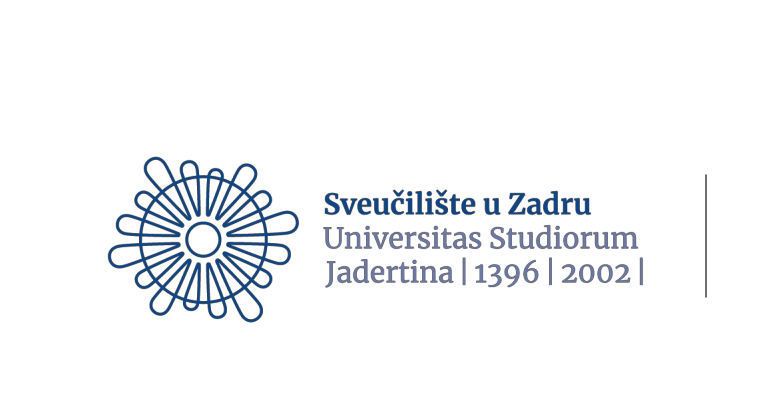 Sveučilište u Zadru
Universitas Studiorum
Jadertina | 1396 | 2002 |